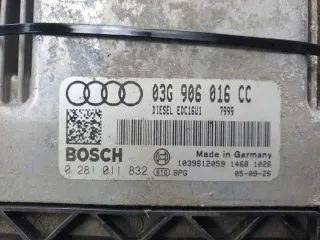 03G 906 016 CC
DIESEL EDC16U1 7999
BOSCH
Made in Germany
1039S12059 1468 1026
0 281 011 832 BPG 05-09-26